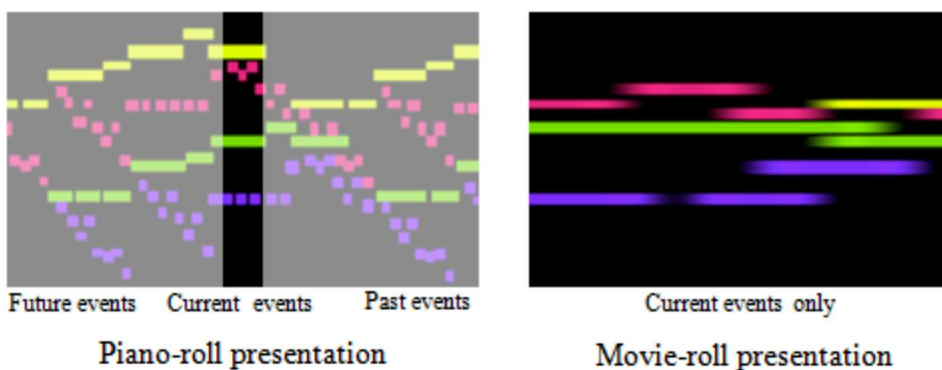 Future events Current events Past events
Current events only
Piano-roll presentation
Movie-roll presentation